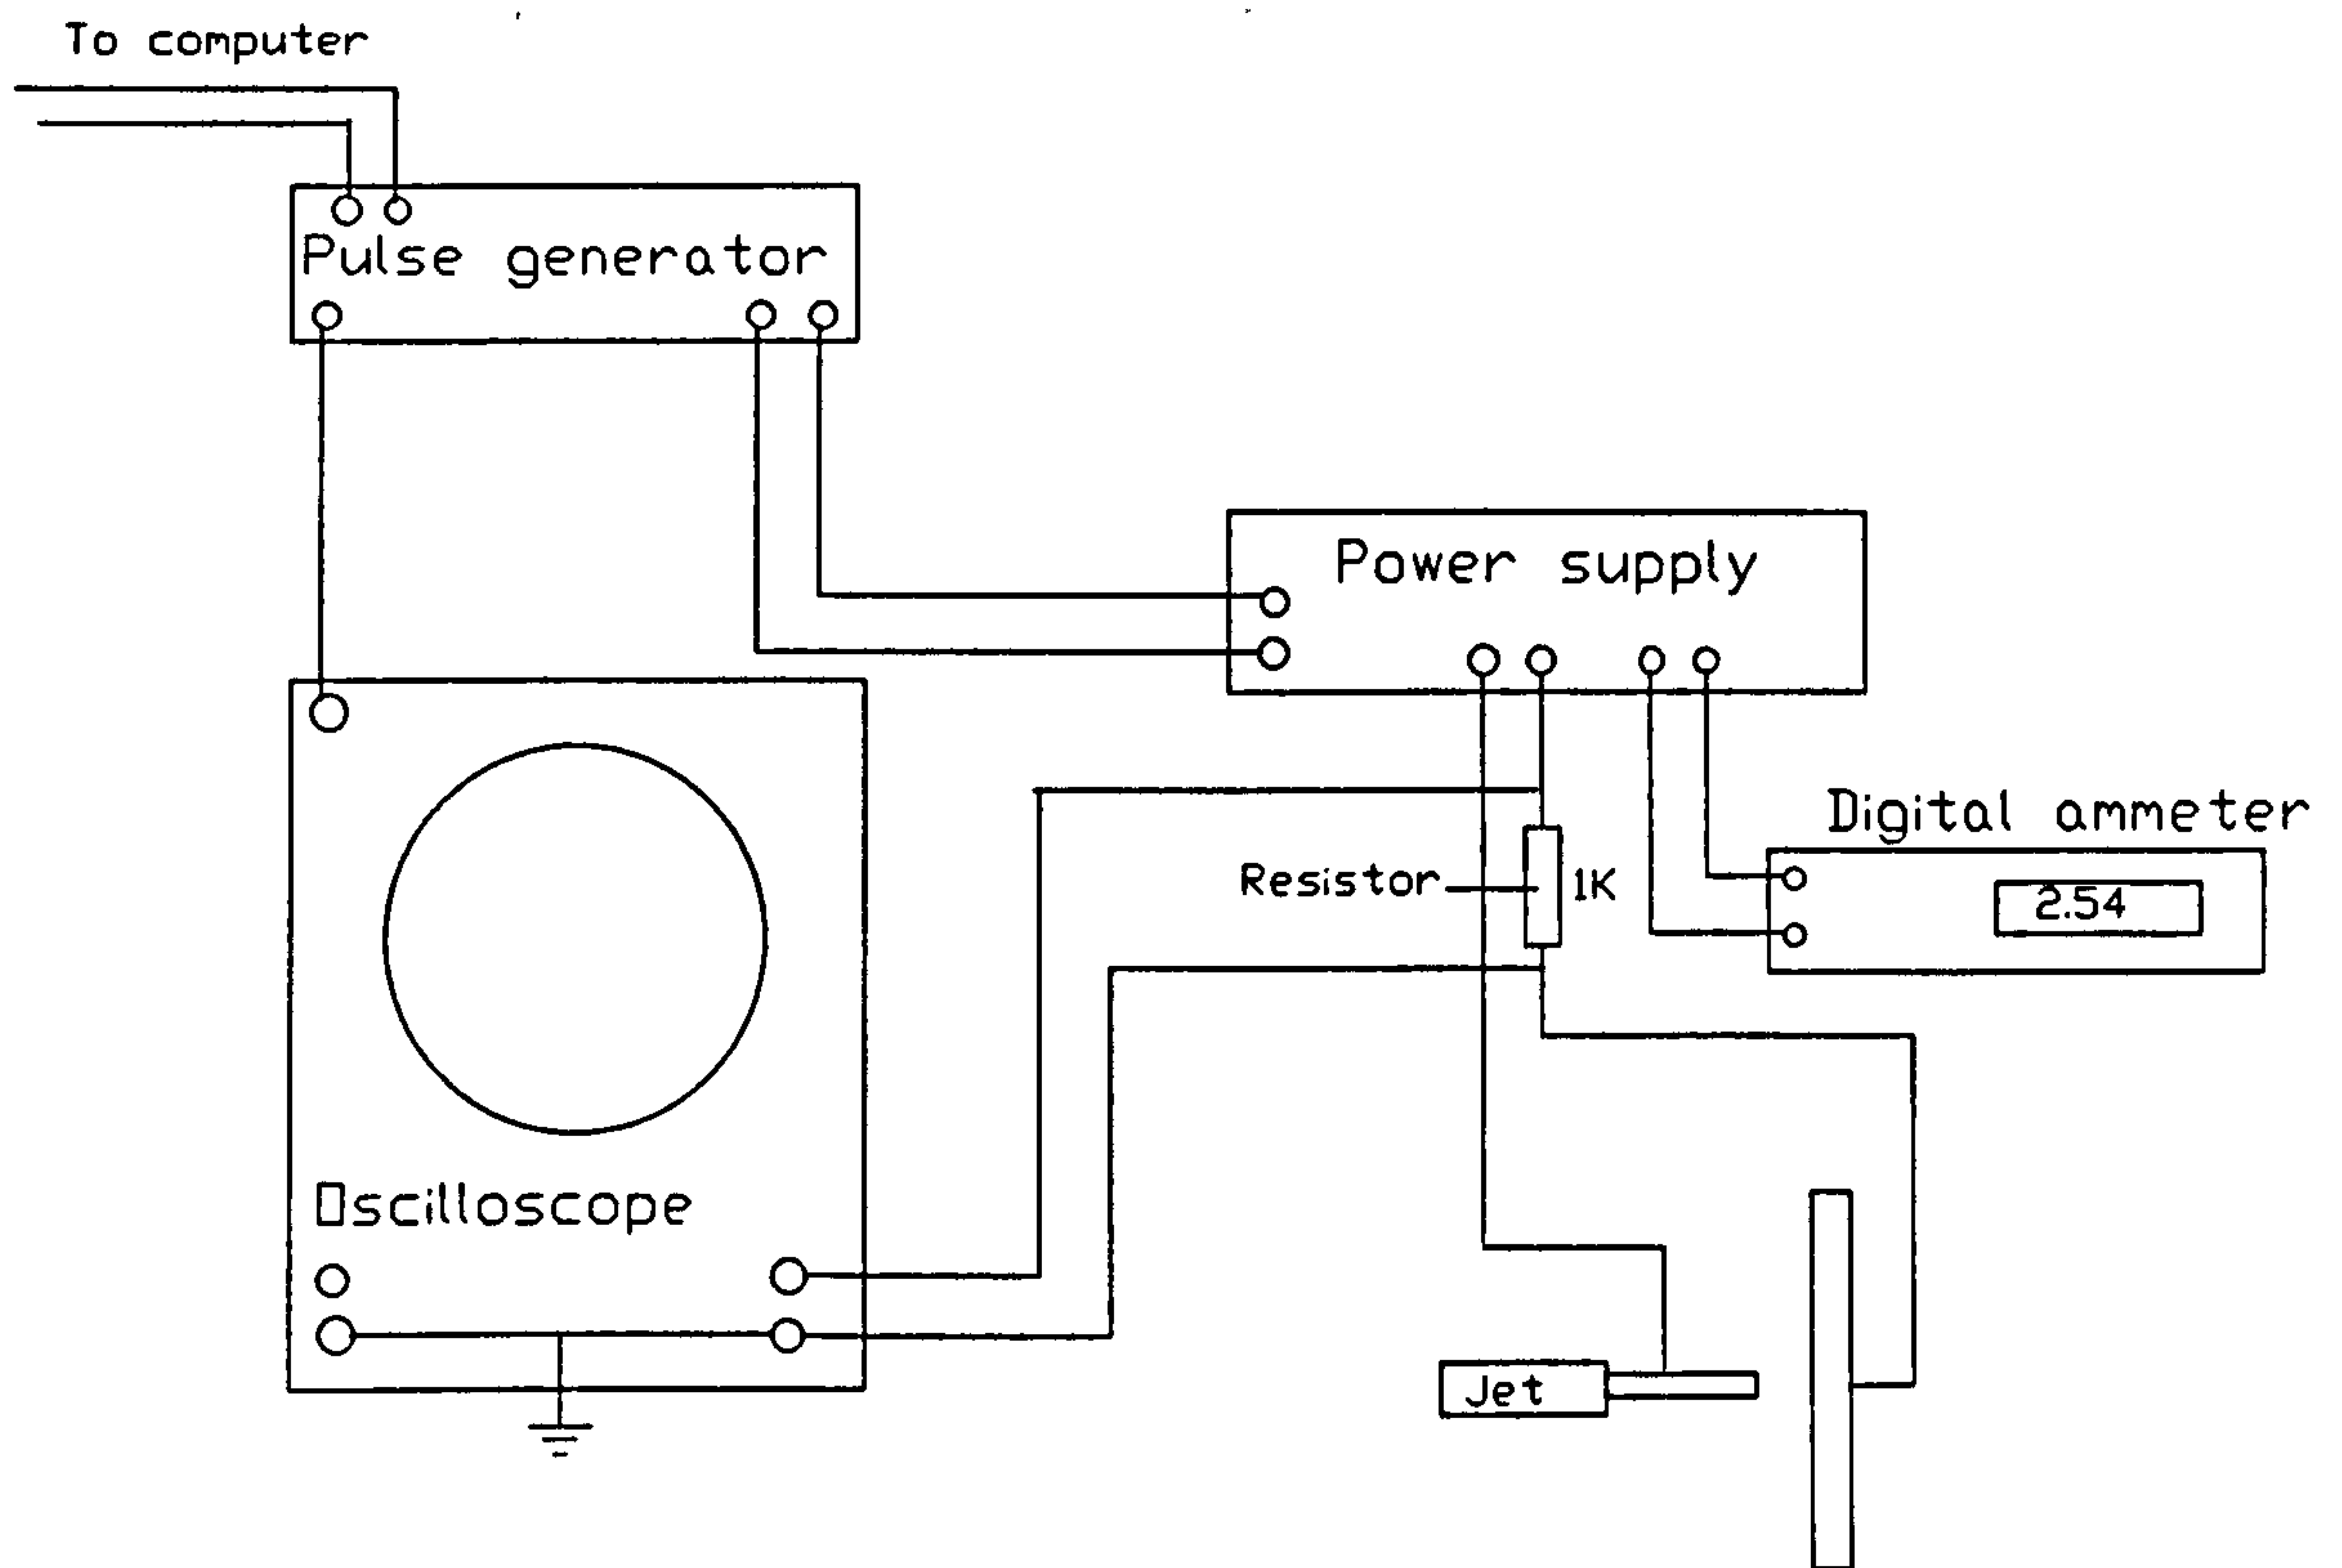 To computer
Pulse generator
Power supply
Digital ammeter
Resistor
1K
2.54
Oscilloscope
Jet